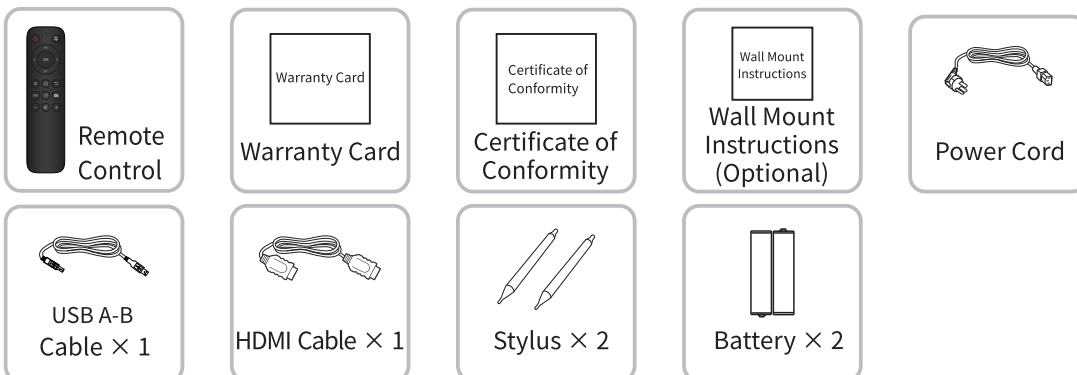 OK
Remote
Control
Warranty Card
Warranty Card
Certificate of
Conformity
Certificate of
Conformity
Wall Mount
Instructions
Wall Mount
Instructions
(Optional)
Power Cord
USB A-B
Cable × 1
HDMI Cable × 1
Stylus × 2
Battery × 2